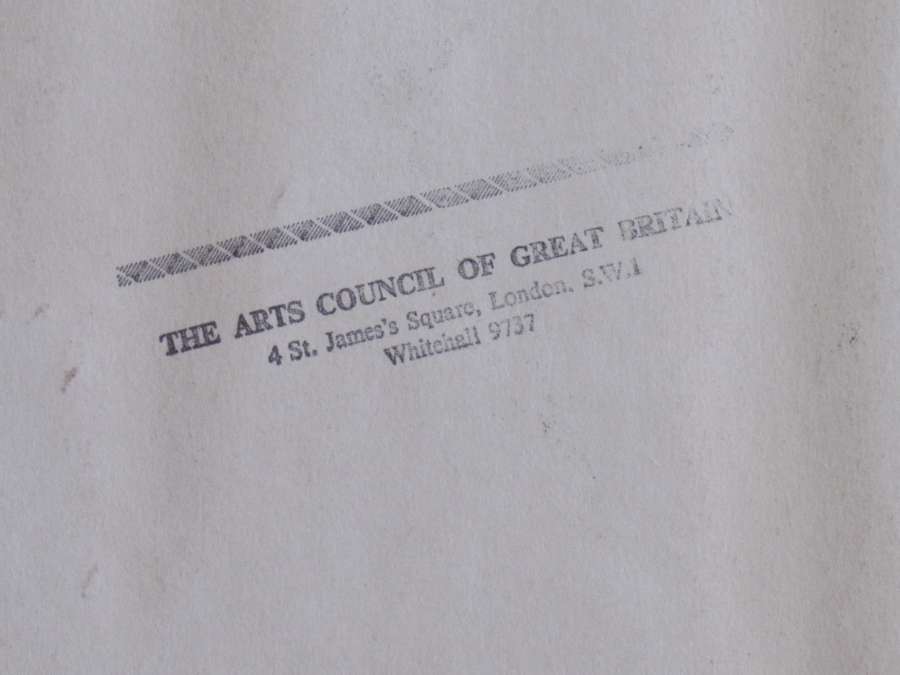 THE ARTS COUNCIL OF GREAT BRITAIN
4 St. James's Square, London, S.W.1
Whitehall 9737